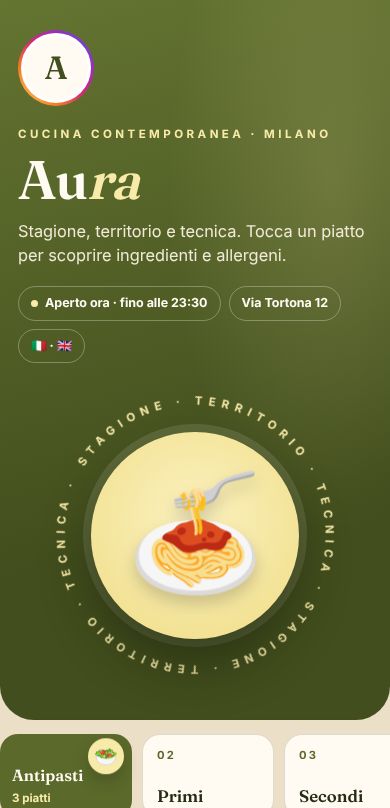 A
CUCINA CONTEMPORANEA · MILANO
Aura
Stagione, territorio e tecnica. Tocca un piatto
per scoprire ingredienti e allergeni.
Aperto ora · fino alle 23:30
Via Tortona 12
🇮🇹 · 🇬🇧
STAGIONE · TERRITORIO · TECNICA · STAGIONE · TERRITORIO · TECNICA ·
Antipasti
3 piatti
02
Primi
03
Secondi